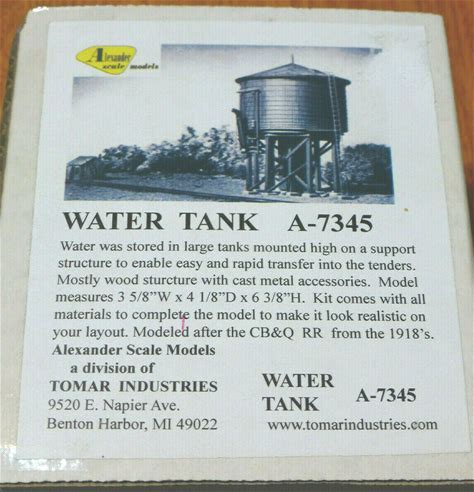 Alexander
scale models
WATER TANK A-7345
Water was stored in large tanks mounted high on a support
structure to enable easy and rapid transfer into the tenders.
Mostly wood sturcture with cast metal accessories. Model
measures 3 5/8"W x 4 1/8"D x 6 3/8"H. Kit comes with all
materials to complete the model to make it look realistic on
your layout. Modeled after the CB&Q RR from the 1918's.
Alexander Scale Models
a division of
TOMAR INDUSTRIES
9520 E. Napier Ave.
Benton Harbor, MI 49022
WATER
TANK A-7345
www.tomarindustries.com